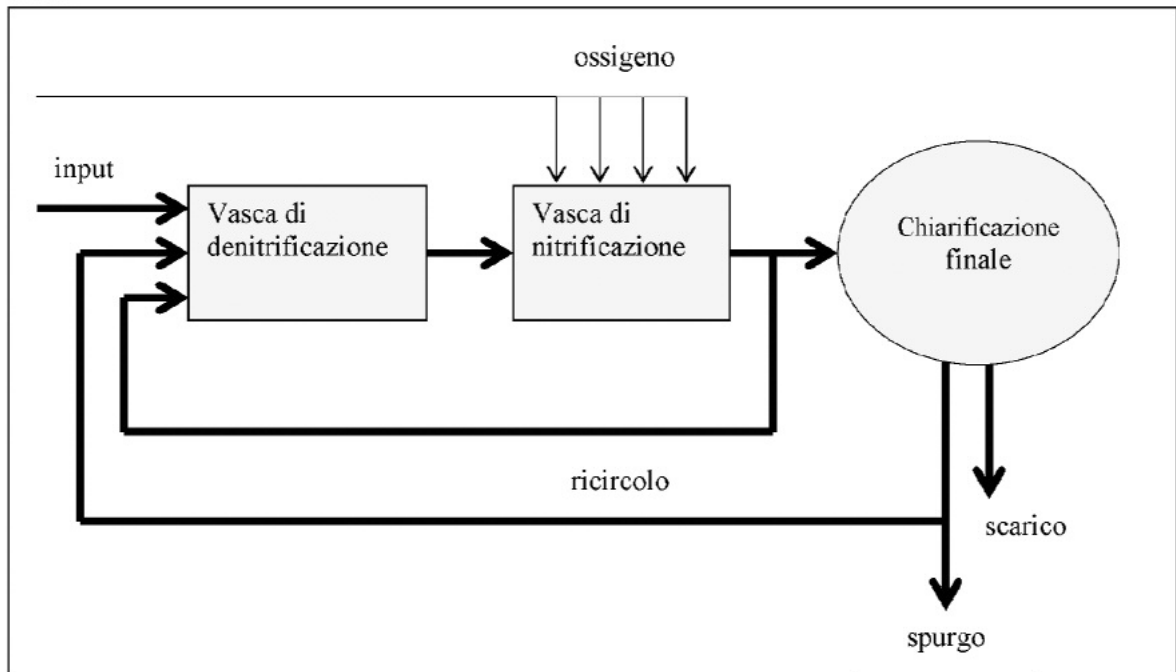 ossigeno
input
Vasca di
denitrificazione
Vasca di
nitrificazione
Chiarificazione
finale
ricircolo
scarico
spurgo